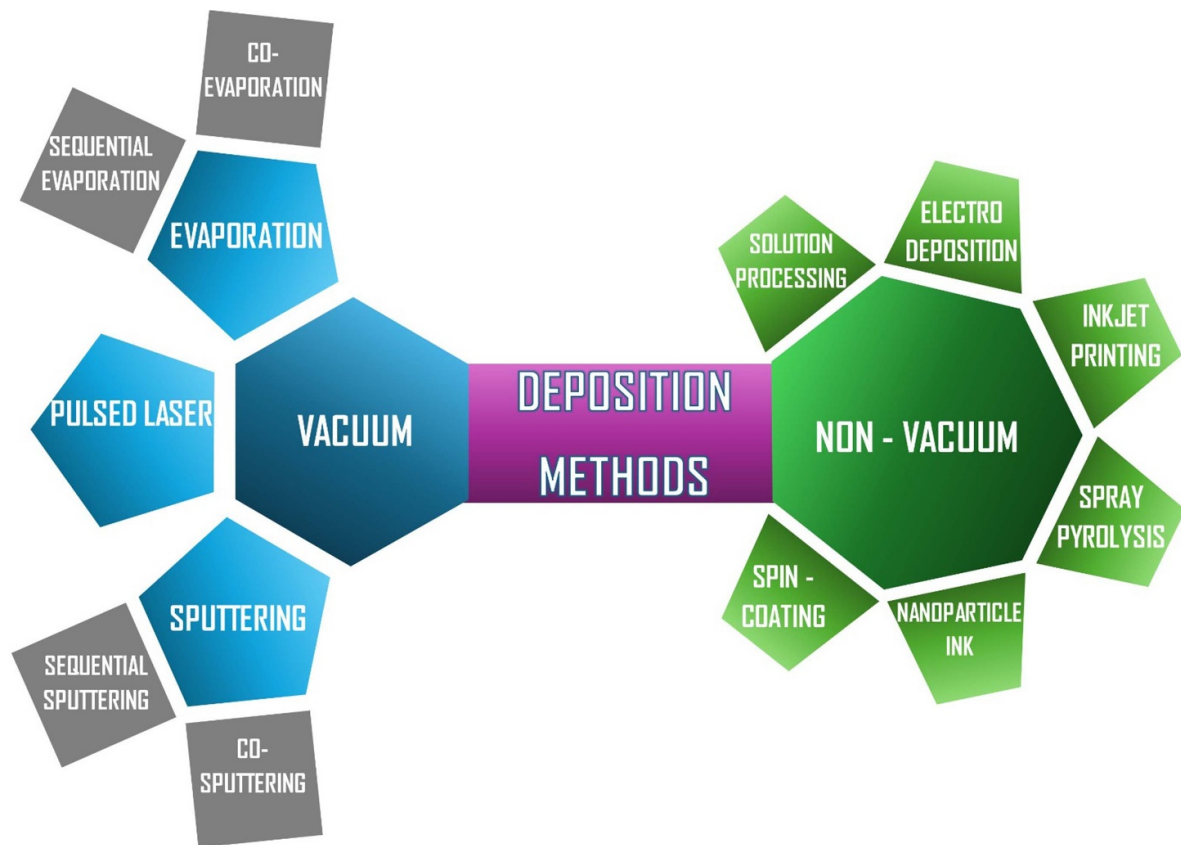 CO-
EVAPORATION
SEQUENTIAL
EVAPORATION
EVAPORATION
PULSED LASER
VACUUM
SPUTTERING
SEQUENTIAL
SPUTTERING
CO-
SPUTTERING
DEPOSITION
METHODS
NON - VACUUM
SOLUTION
PROCESSING
ELECTRO
DEPOSITION
INKJET
PRINTING
SPRAY
PYROLYSIS
NANOPARTICLE
INK
SPIN -
COATING